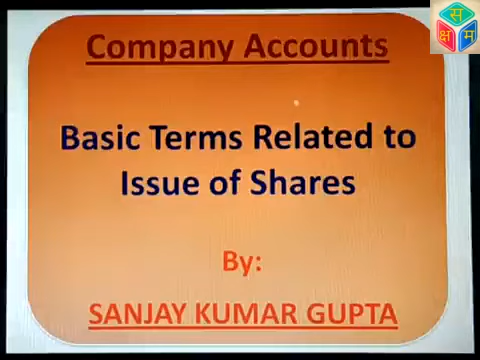 Company Accounts
स
क्ष म
Basic Terms Related to
Issue of Shares
By:
SANJAY KUMAR GUPTA